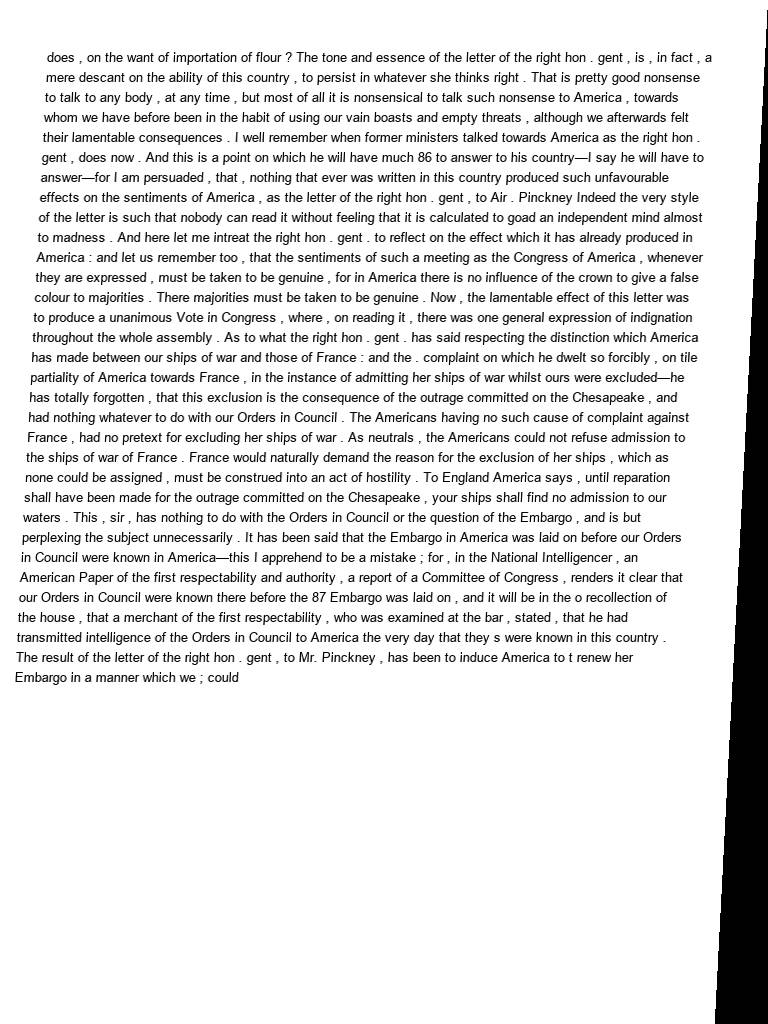 does , on the want of importation of flour ? The tone and essence of the letter of the right hon . gent , is , in fact , a
mere descant on the ability of this country , to persist in whatever she thinks right . That is pretty good nonsense
to talk to any body , at any time , but most of all it is nonsensical to talk such nonsense to America , towards
whom we have before been in the habit of using our vain boasts and empty threats , although we afterwards felt
their lamentable consequences . I well remember when former ministers talked towards America as the right hon .
gent , does now . And this is a point on which he will have much 86 to answer to his country—I say he will have to
answer—for I am persuaded , that , nothing that ever was written in this country produced such unfavourable
effects on the sentiments of America , as the letter of the right hon . gent , to Air . Pinckney Indeed the very style
of the letter is such that nobody can read it without feeling that it is calculated to goad an independent mind almost
to madness . And here let me intreat the right hon . gent . to reflect on the effect which it has already produced in
America : and let us remember too , that the sentiments of such a meeting as the Congress of America , whenever
they are expressed , must be taken to be genuine , for in America there is no influence of the crown to give a false
colour to majorities . There majorities must be taken to be genuine . Now , the lamentable effect of this letter was
to produce a unanimous Vote in Congress , where , on reading it , there was one general expression of indignation
throughout the whole assembly . As to what the right hon . gent . has said respecting the distinction which America
has made between our ships of war and those of France : and the . complaint on which he dwelt so forcibly , on tile
partiality of America towards France , in the instance of admitting her ships of war whilst ours were excluded—he
has totally forgotten , that this exclusion is the consequence of the outrage committed on the Chesapeake , and
had nothing whatever to do with our Orders in Council . The Americans having no such cause of complaint against
France , had no pretext for excluding her ships of war . As neutrals , the Americans could not refuse admission to
the ships of war of France . France would naturally demand the reason for the exclusion of her ships , which as
none could be assigned , must be construed into an act of hostility . To England America says , until reparation
shall have been made for the outrage committed on the Chesapeake , your ships shall find no admission to our
waters . This , sir , has nothing to do with the Orders in Council or the question of the Embargo , and is but
perplexing the subject unnecessarily . It has been said that the Embargo in America was laid on before our Orders
in Council were known in America—this I apprehend to be a mistake ; for , in the National Intelligencer , an
American Paper of the first respectability and authority , a report of a Committee of Congress , renders it clear that
our Orders in Council were known there before the 87 Embargo was laid on , and it will be in the o recollection of
the house , that a merchant of the first respectability , who was examined at the bar , stated , that he had
transmitted intelligence of the Orders in Council to America the very day that they s were known in this country .
The result of the letter of the right hon . gent , to Mr. Pinckney , has been to induce America to t renew her
Embargo in a manner which we ; could